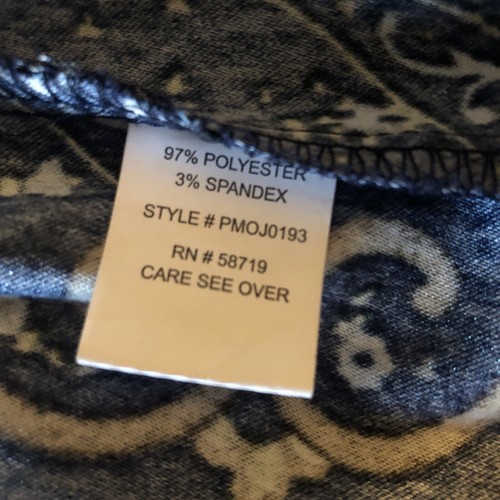 97% POLYESTER
3% SPANDEX
STYLE # PMOJ0193
RN # 58719
CARE SEE OVER